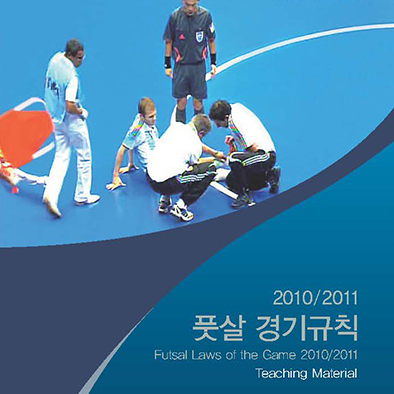 2010/2011
풋살 경기규칙
Futsal Laws of the Game 2010/2011
Teaching Material